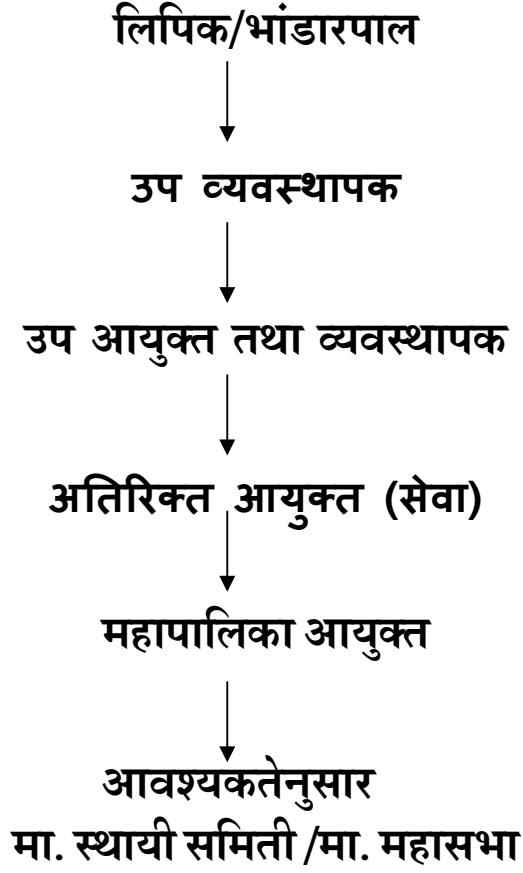 लिपिक/भांडारपाल
उप व्यवस्थापक
उप आयुक्त तथा व्यवस्थापक
अतिरिक्त आयुक्त (सेवा)
महापालिका आयुक्त
आवश्यकतेनुसार
मा. स्थायी समिती /मा. महासभा